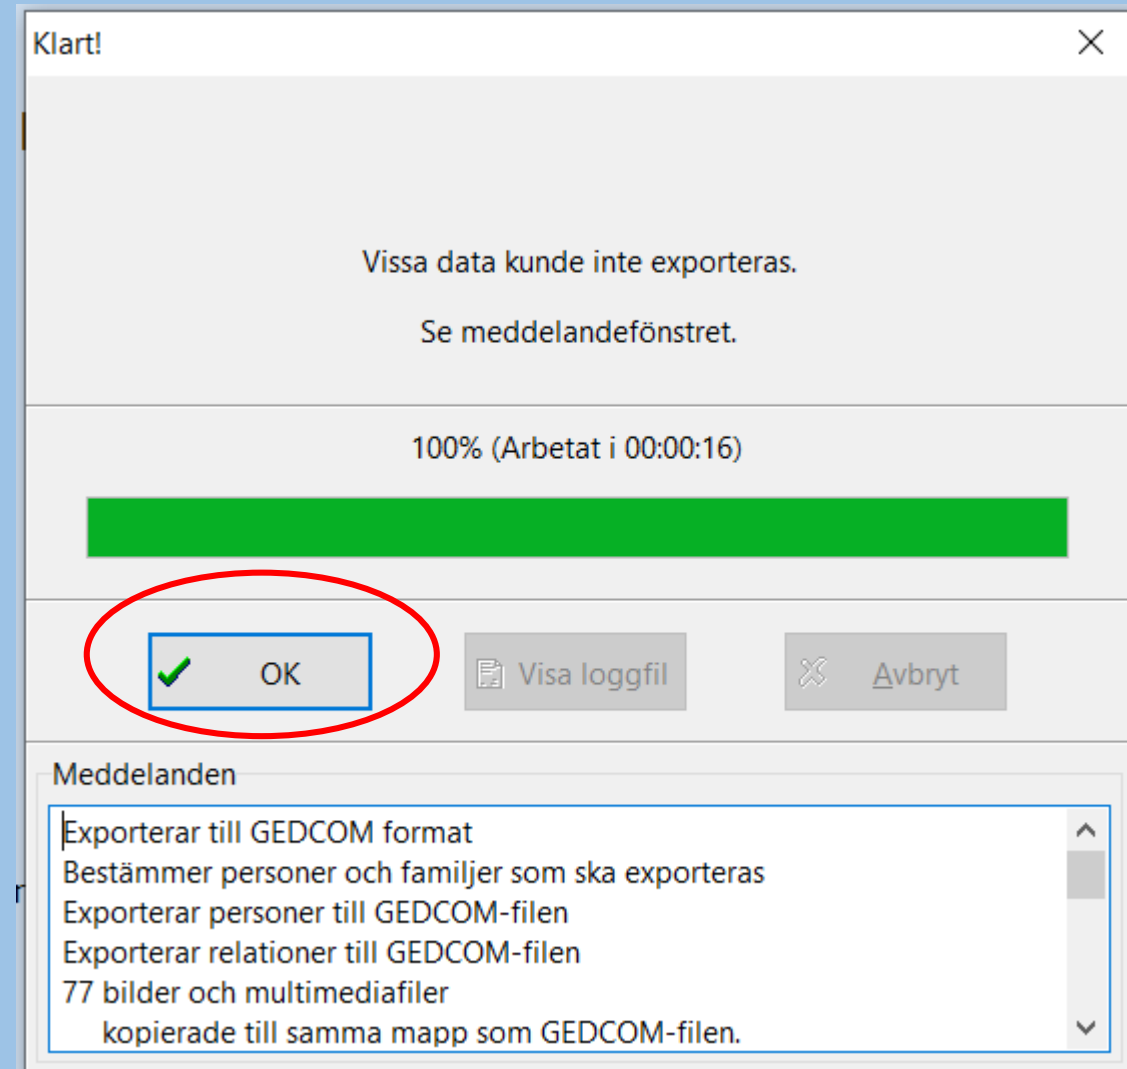 Klart!
Vissa data kunde inte exporteras.
Se meddelandefönstret.
100% (Arbetat i 00:00:16)
OK
Visa loggfil
Avbryt
Meddelanden
Exporterar till GEDCOM format
Bestämmer personer och familjer som ska exporteras
Exporterar personer till GEDCOM-filen
Exporterar relationer till GEDCOM-filen
77 bilder och multimediafiler
kopierade till samma mapp som GEDCOM-filen.